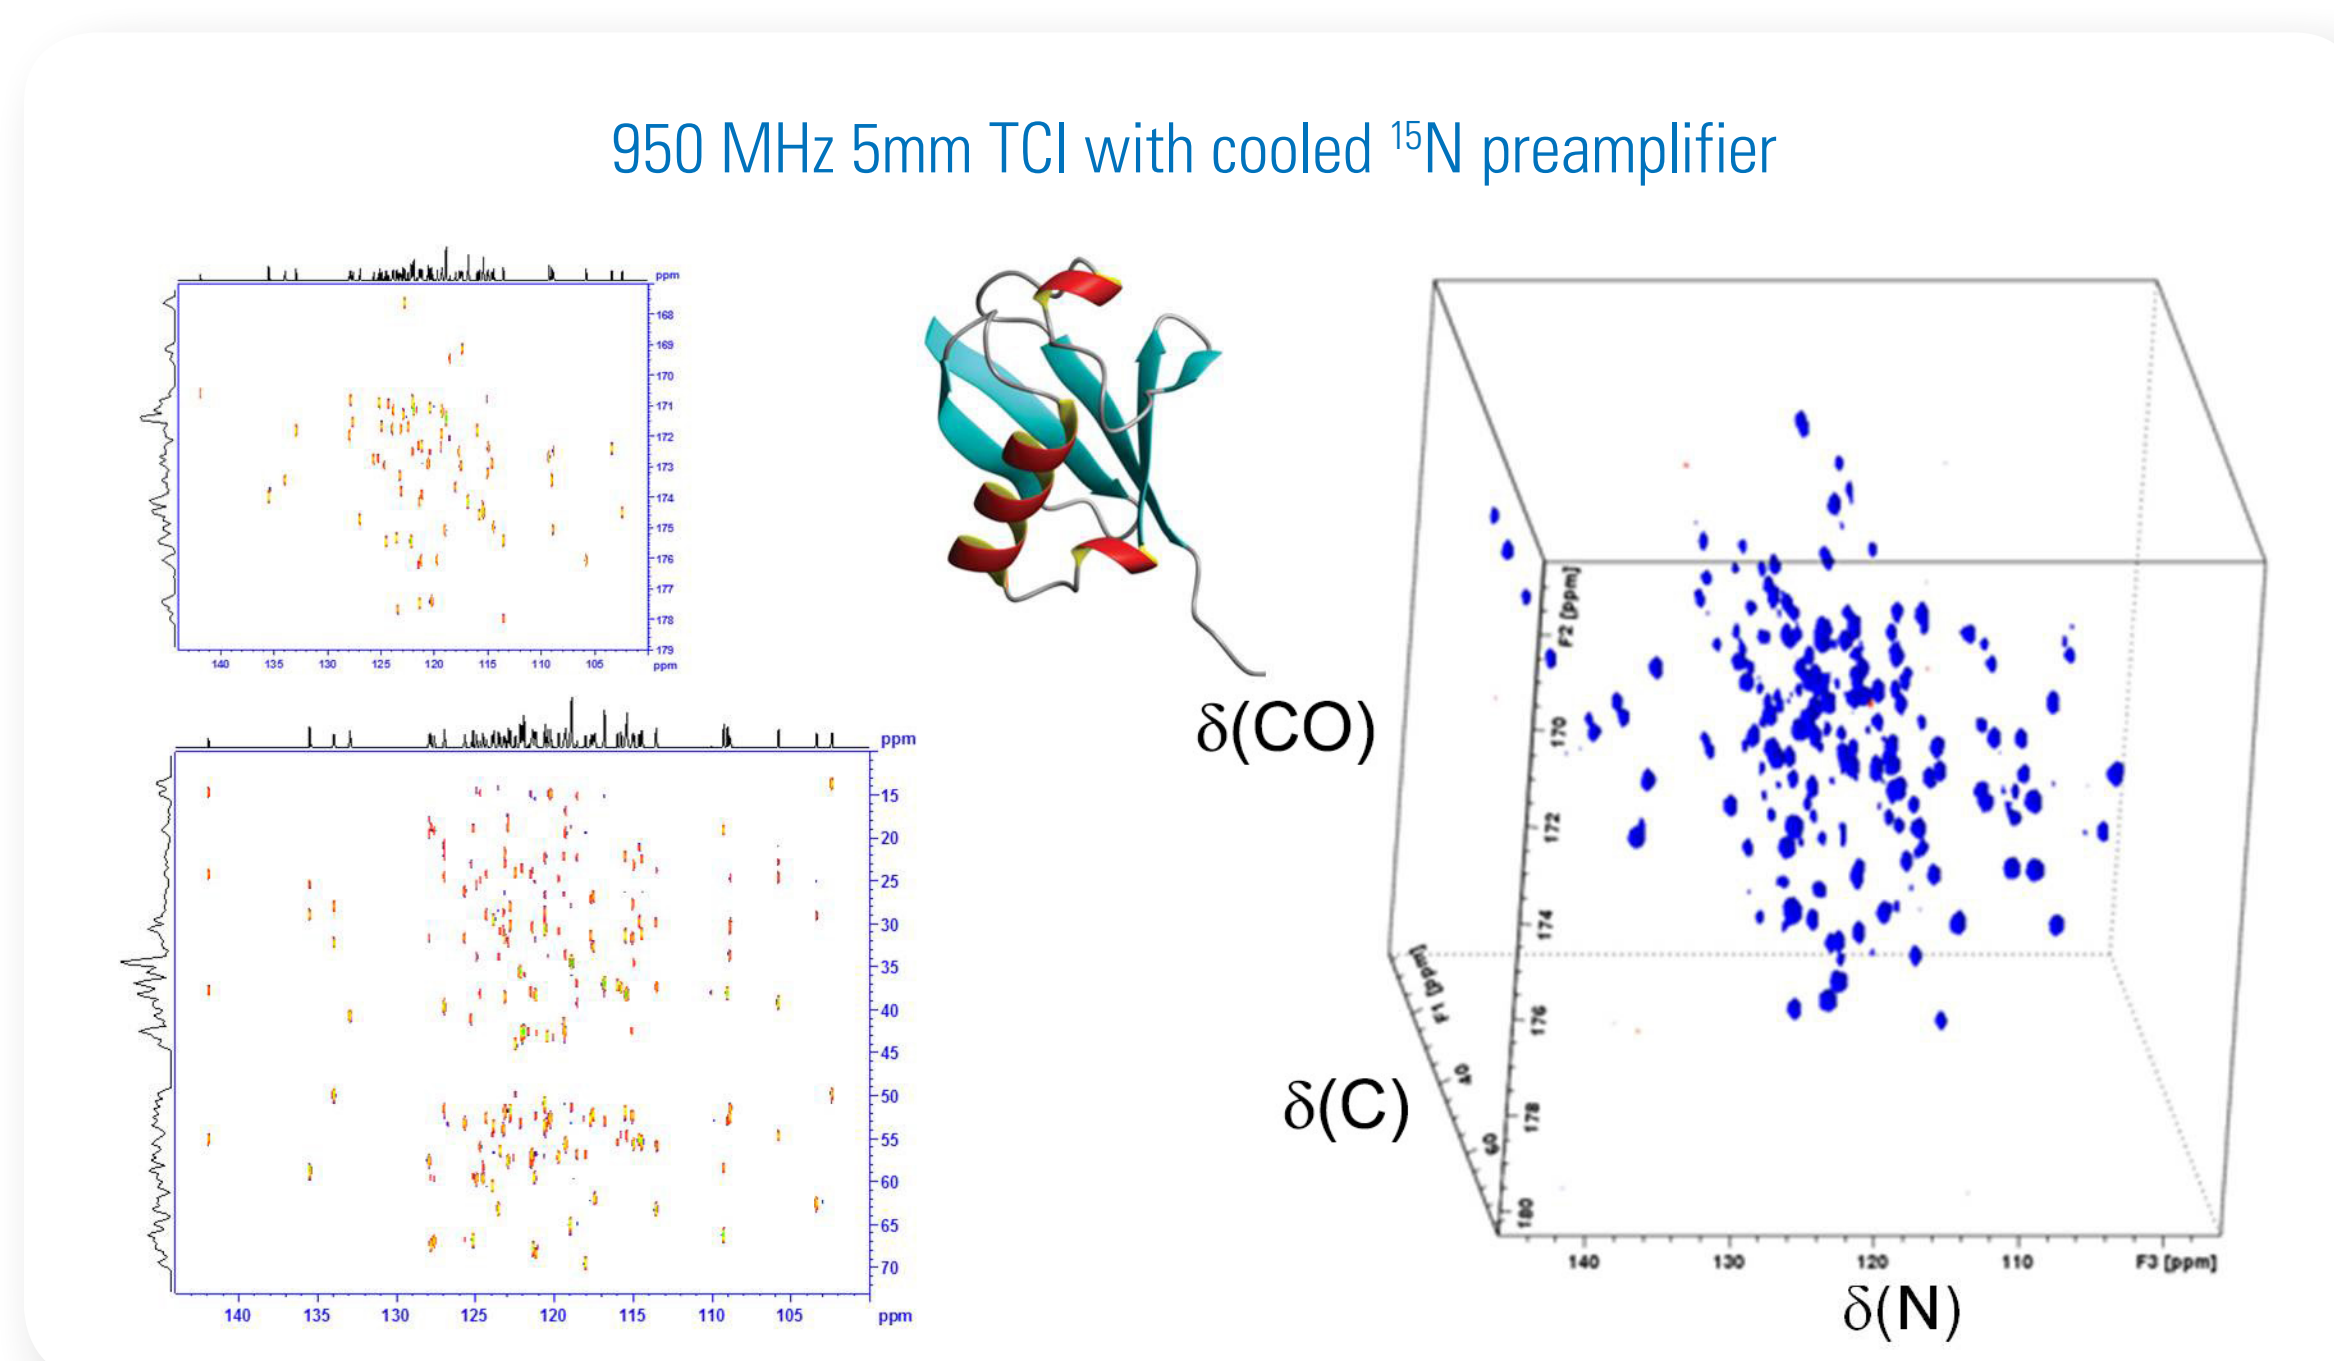 950 MHz 5mm TCI with cooled ¹⁵N preamplifier
ppm
168
169
170
171
172
173
174
175
176
177
178
179
140 135 130 125 120 115 110 105 ppm
ppm
15
20
25
30
35
40
45
50
55
60
65
70
140 135 130 125 120 115 110 105 ppm
δ(CO)
δ(C)
F2 [ppm]
170
172
174
176
178
180
F1 [ppm]
40
60
140 130 120 110 F3 [ppm]
δ(N)